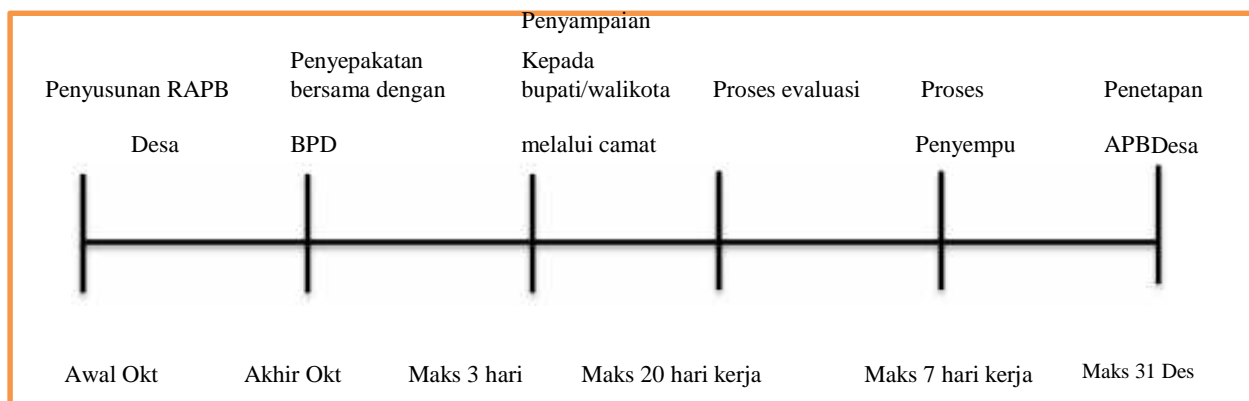 Penyampaian
Penyepakatan Kepada
Penyusunan RAPB bersama dengan bupati/walikota Proses evaluasi Proses Penetapan
Desa BPD melalui camat Penyempu APBDesa
Awal Okt Akhir Okt Maks 3 hari Maks 20 hari kerja Maks 7 hari kerja Maks 31 Des